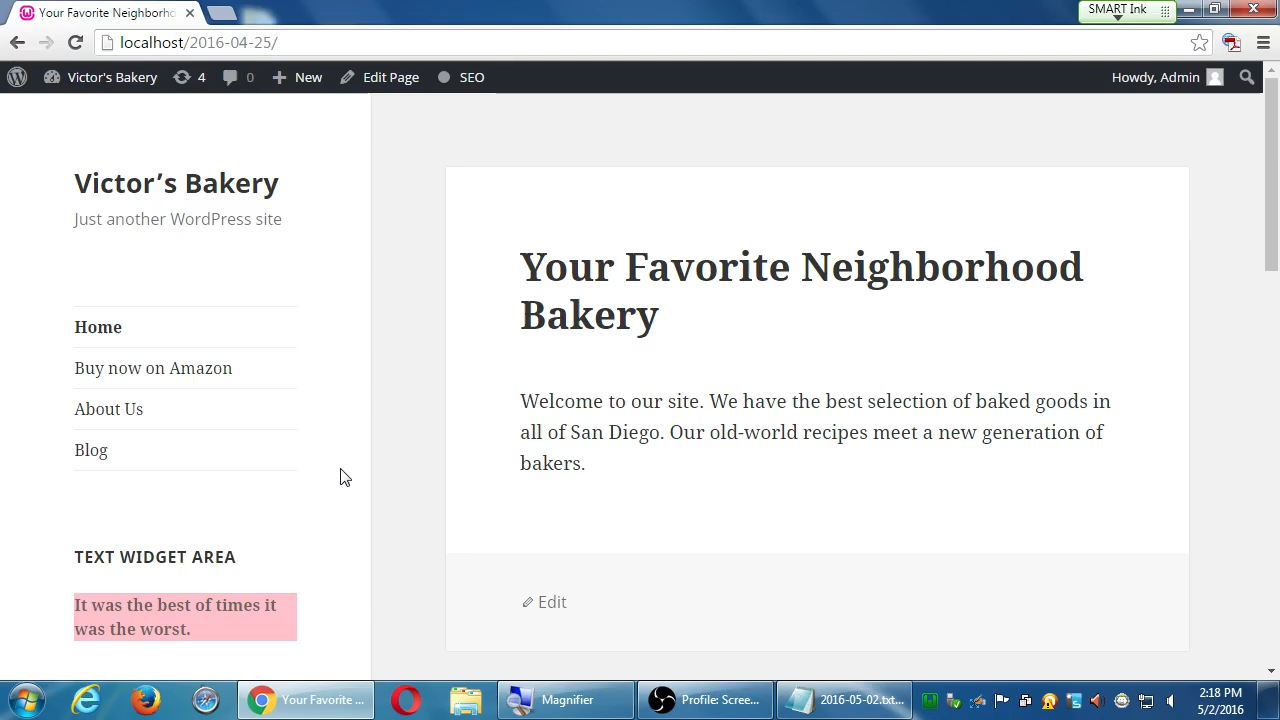 Your Favorite Neighborho
SMART Ink
localhost/2016-04-25/
Victor's Bakery 4 0 New Edit Page SEO Howdy, Admin
Victor's Bakery
Just another WordPress site
Home
Buy now on Amazon
About Us
Blog
TEXT WIDGET AREA
It was the best of times it
was the worst.
Your Favorite Neighborhood
Bakery
Welcome to our site. We have the best selection of baked goods in
all of San Diego. Our old-world recipes meet a new generation of
bakers.
Edit
Your Favorite ... Magnifier Profile: Scree... 2016-05-02.txt...
2:18 PM
5/2/2016